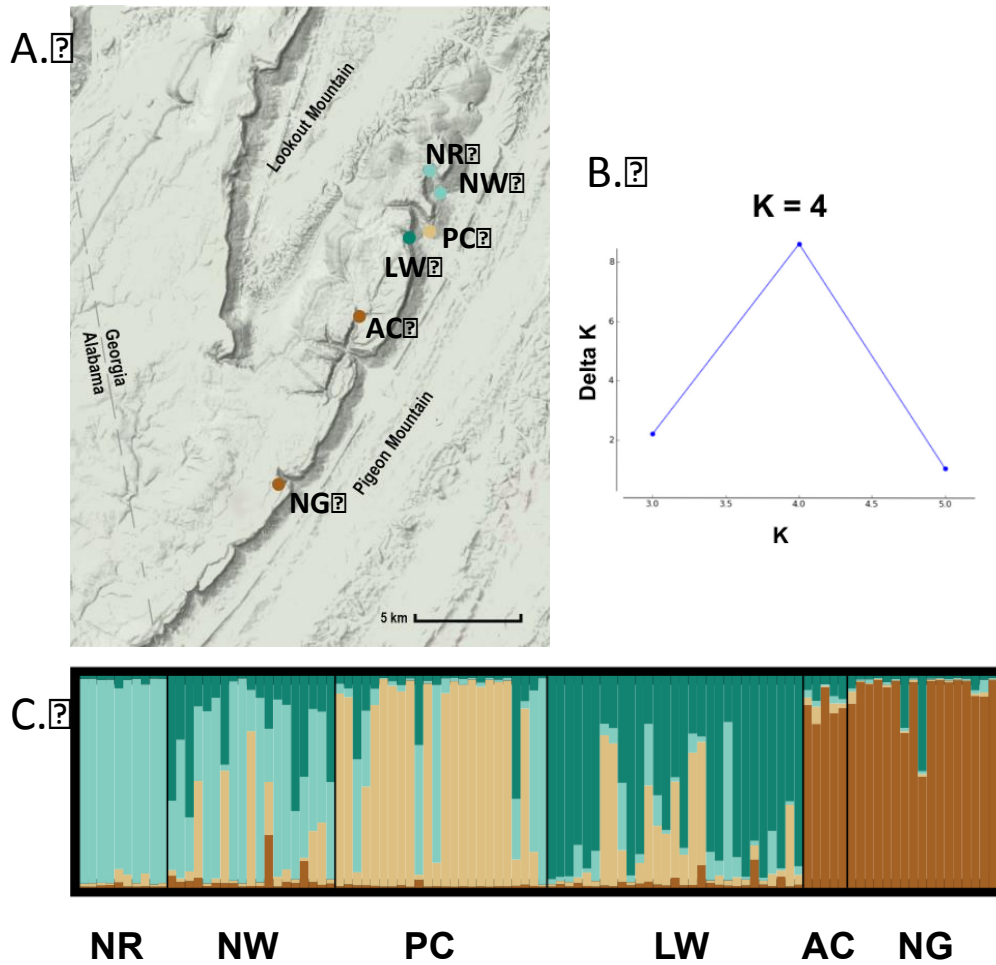 A.⍰
Lookout Mountain
NR⍰
NW⍰
PC⍰
LW⍰
AC⍰
Georgia
Alabama
Pigeon Mountain
NG⍰
5 km
B.⍰
K = 4
Delta K
8
6
4
2
3.0 3.5 4.0 4.5 5.0
K
C.⍰
NR NW PC LW AC NG